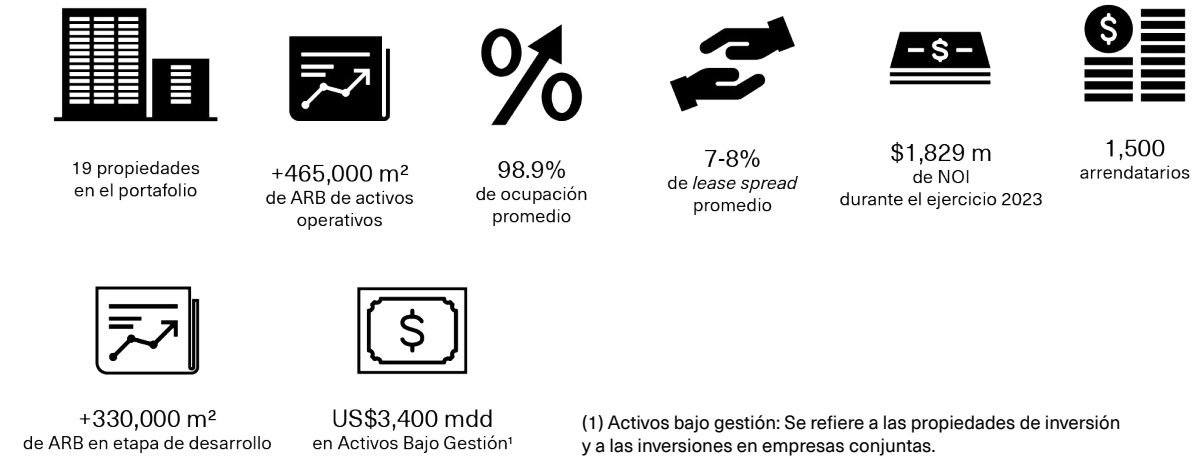 19 propiedades
en el portafolio
+465,000 m²
de ARB de activos
operativos
98.9%
de ocupación
promedio
7-8%
de lease spread
promedio
$1,829 m
de NOI
durante el ejercicio 2023
1,500
arrendatarios
+330,000 m²
de ARB en etapa de desarrollo
US$3,400 mdd
en Activos Bajo Gestión¹
(1) Activos bajo gestión: Se refiere a las propiedades de inversión
y a las inversiones en empresas conjuntas.